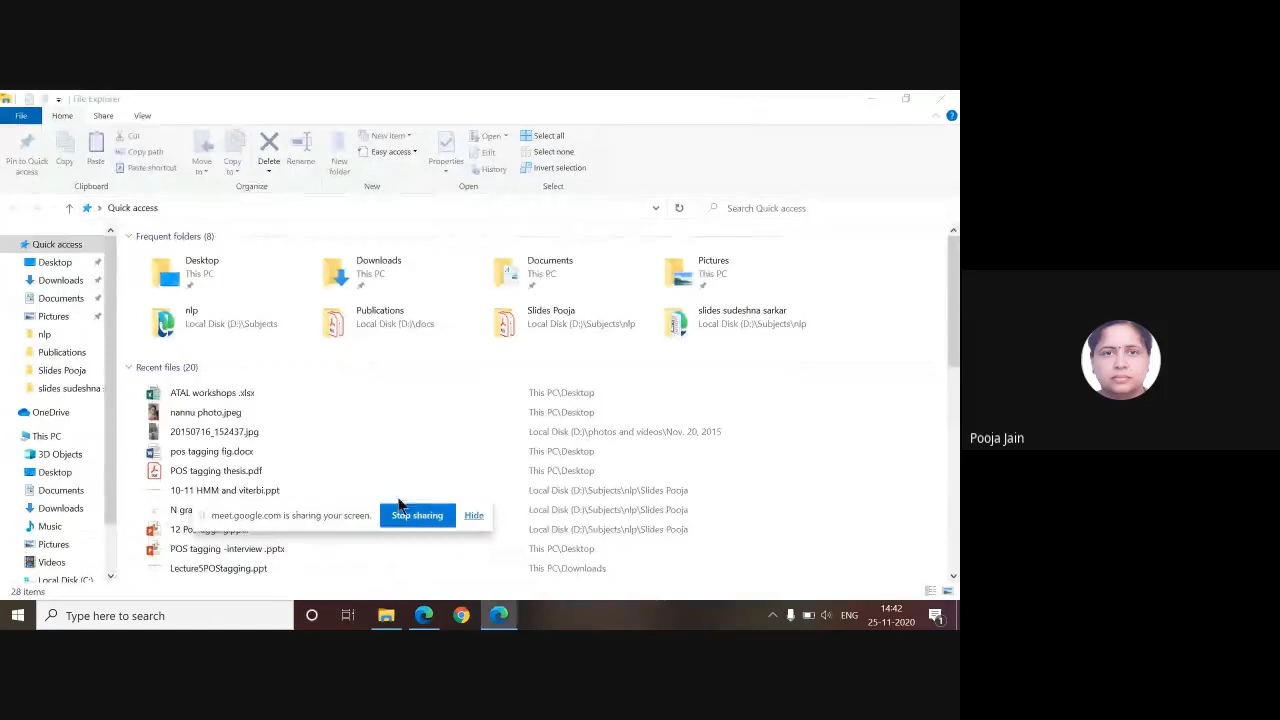 File Explorer
File Home Share View
Pin to Quick access
Copy
Paste
Cut
Copy path
Paste shortcut
Clipboard
Move to
Copy to
Delete
Rename
Organize
New folder
New item
Easy access
New
Properties
Open
Edit
History
Open
Select all
Select none
Invert selection
Select
Quick access
Search Quick access
Quick access
Desktop
Downloads
Documents
Pictures
nlp
Publications
Slides Pooja
slides sudeshna
OneDrive
This PC
3D Objects
Desktop
Documents
Downloads
Music
Pictures
Videos
Local Disk (C:)
Frequent folders (8)
Desktop
This PC
Downloads
This PC
Documents
This PC
Pictures
This PC
nlp
Local Disk (D:)\Subjects
Publications
Local Disk (D:)\docs
Slides Pooja
Local Disk (D:)\Subjects\nlp
slides sudeshna sarkar
Local Disk (D:)\Subjects\nlp
Recent files (20)
ATAL workshops .xlsx This PC\Desktop
nannu photo.jpeg This PC\Desktop
20150716_152437.jpg Local Disk (D:)\photos and videos\Nov. 20, 2015
pos tagging fig.docx This PC\Desktop
POS tagging thesis.pdf This PC\Desktop
10-11 HMM and viterbi.ppt Local Disk (D:)\Subjects\nlp\Slides Pooja
N gra Local Disk (D:)\Subjects\nlp\Slides Pooja
meet.google.com is sharing your screen. Stop sharing Hide
12 Local Disk (D:)\Subjects\nlp\Slides Pooja
POS tagging -interview .pptx This PC\Desktop
Lecture5POStagging.ppt This PC\Downloads
28 items
Type here to search
ENG
14:42
25-11-2020
1
Pooja Jain